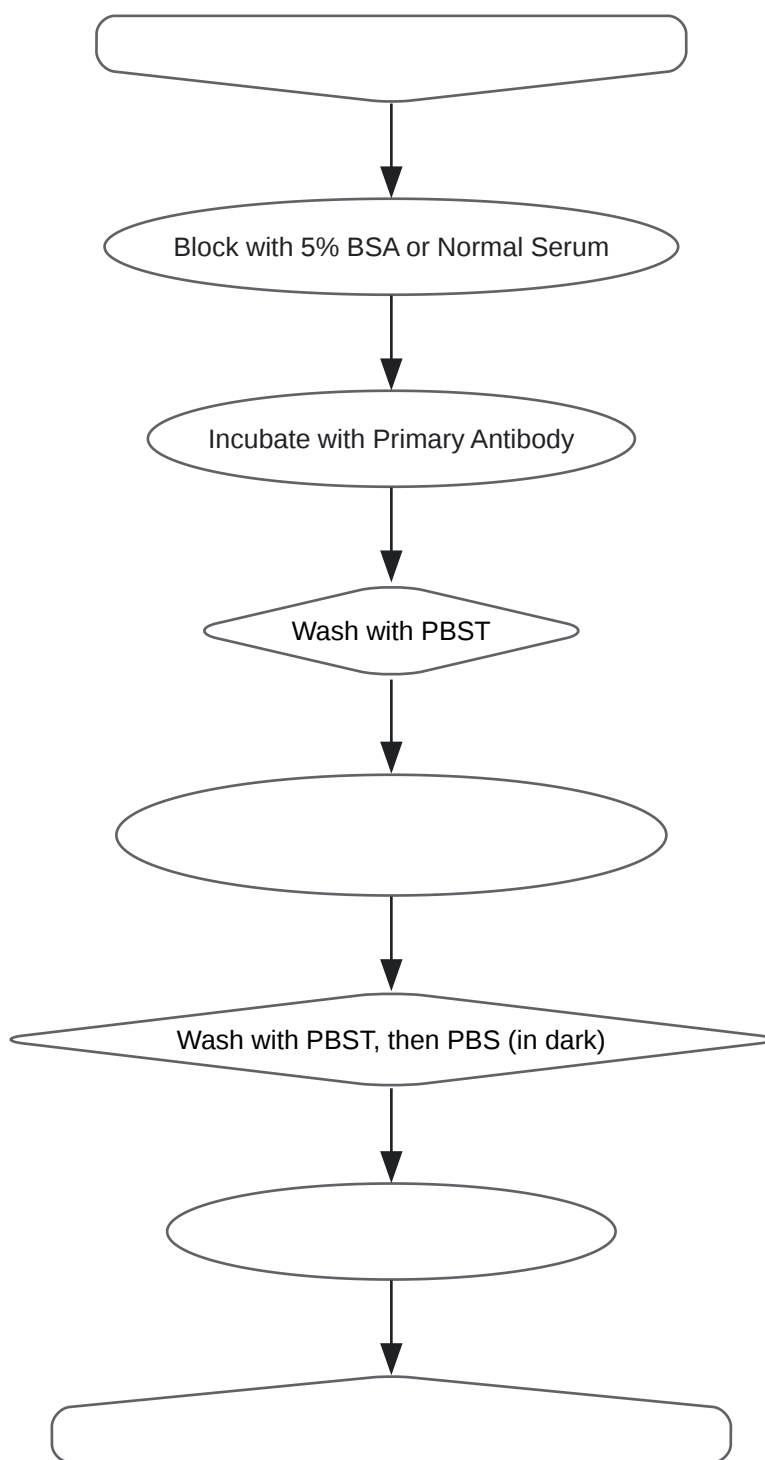 Block with 5% BSA or Normal Serum
Incubate with Primary Antibody
Wash with PBST
Wash with PBST, then PBS (in dark)